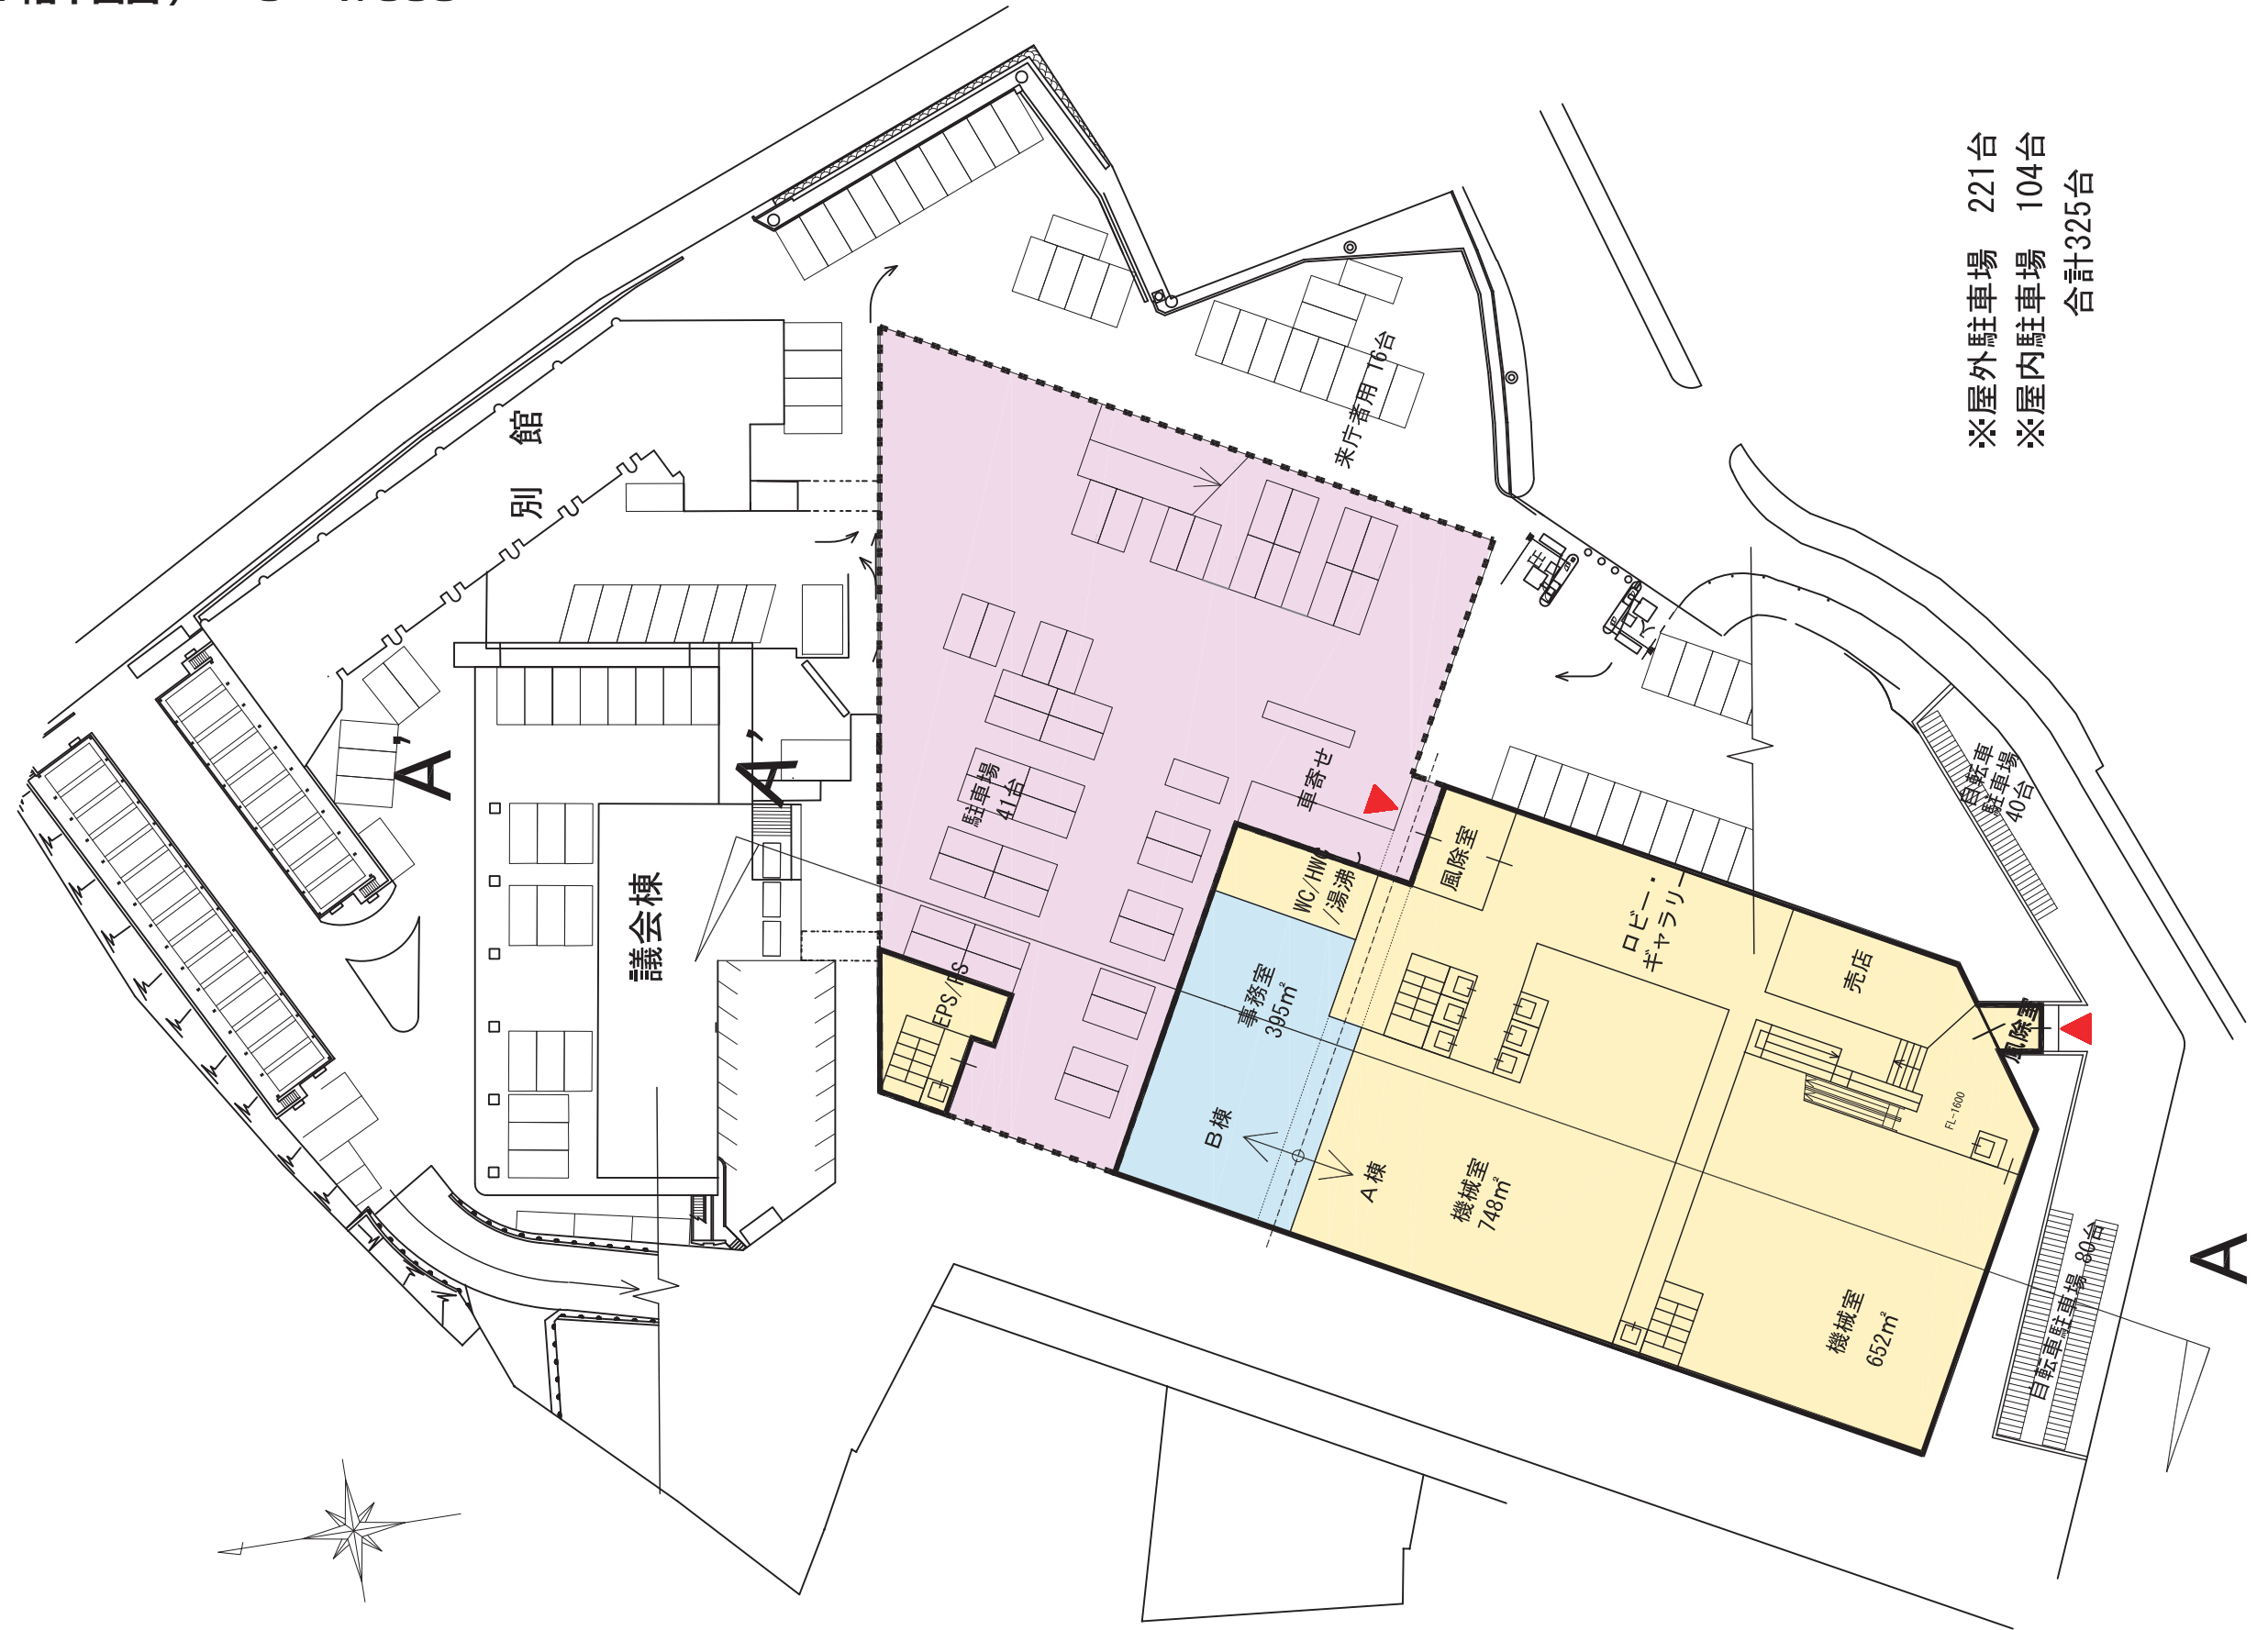 ※屋外駐車場　221台
※屋内駐車場　104台
合計325台
別　館
A’
A’
議会棟
来庁者用 16台
駐車場
41台
車寄せ
風除室
WC/HWC
/湯沸し
EPS/PS
事務室
395㎡
B棟
A棟
ロビー・
ギャラリー
売店
風除室
機械室
748㎡
機械室
652㎡
FL-1600
自転車
駐車場
40台
自転車駐車場 80台
A